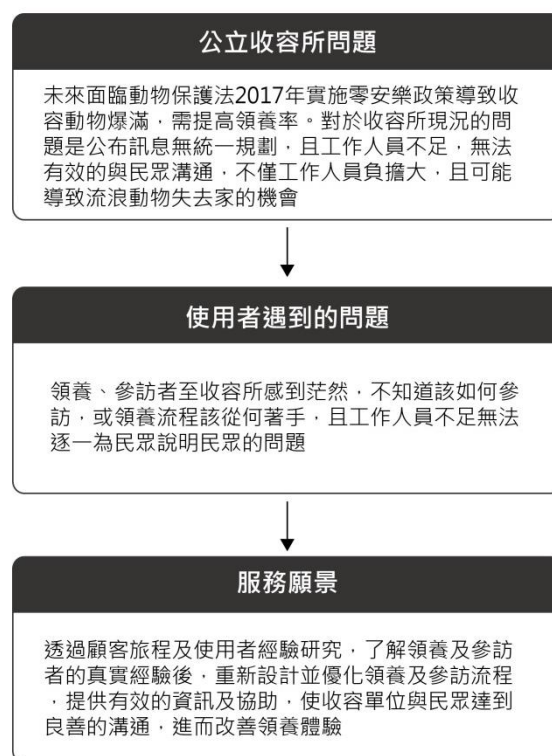 公立收容所問題
未來面臨動物保護法2017年實施零安樂政策導致收
容動物爆滿，需提高領養率。對於收容所現況的問
題是公布訊息無統一規劃，且工作人員不足，無法
有效的與民眾溝通，不僅工作人員負擔大，且可能
導致流浪動物失去家的機會
使用者遇到的問題
領養、參訪者至收容所感到茫然，不知道該如何參
訪，或領養流程該從何著手，且工作人員不足無法
逐一為民眾說明民眾的問題
服務願景
透過顧客旅程及使用者經驗研究，了解領養及參訪
者的真實經驗後，重新設計並優化領養及參訪流程
，提供有效的資訊及協助，使收容單位與民眾達到
良善的溝通，進而改善領養體驗